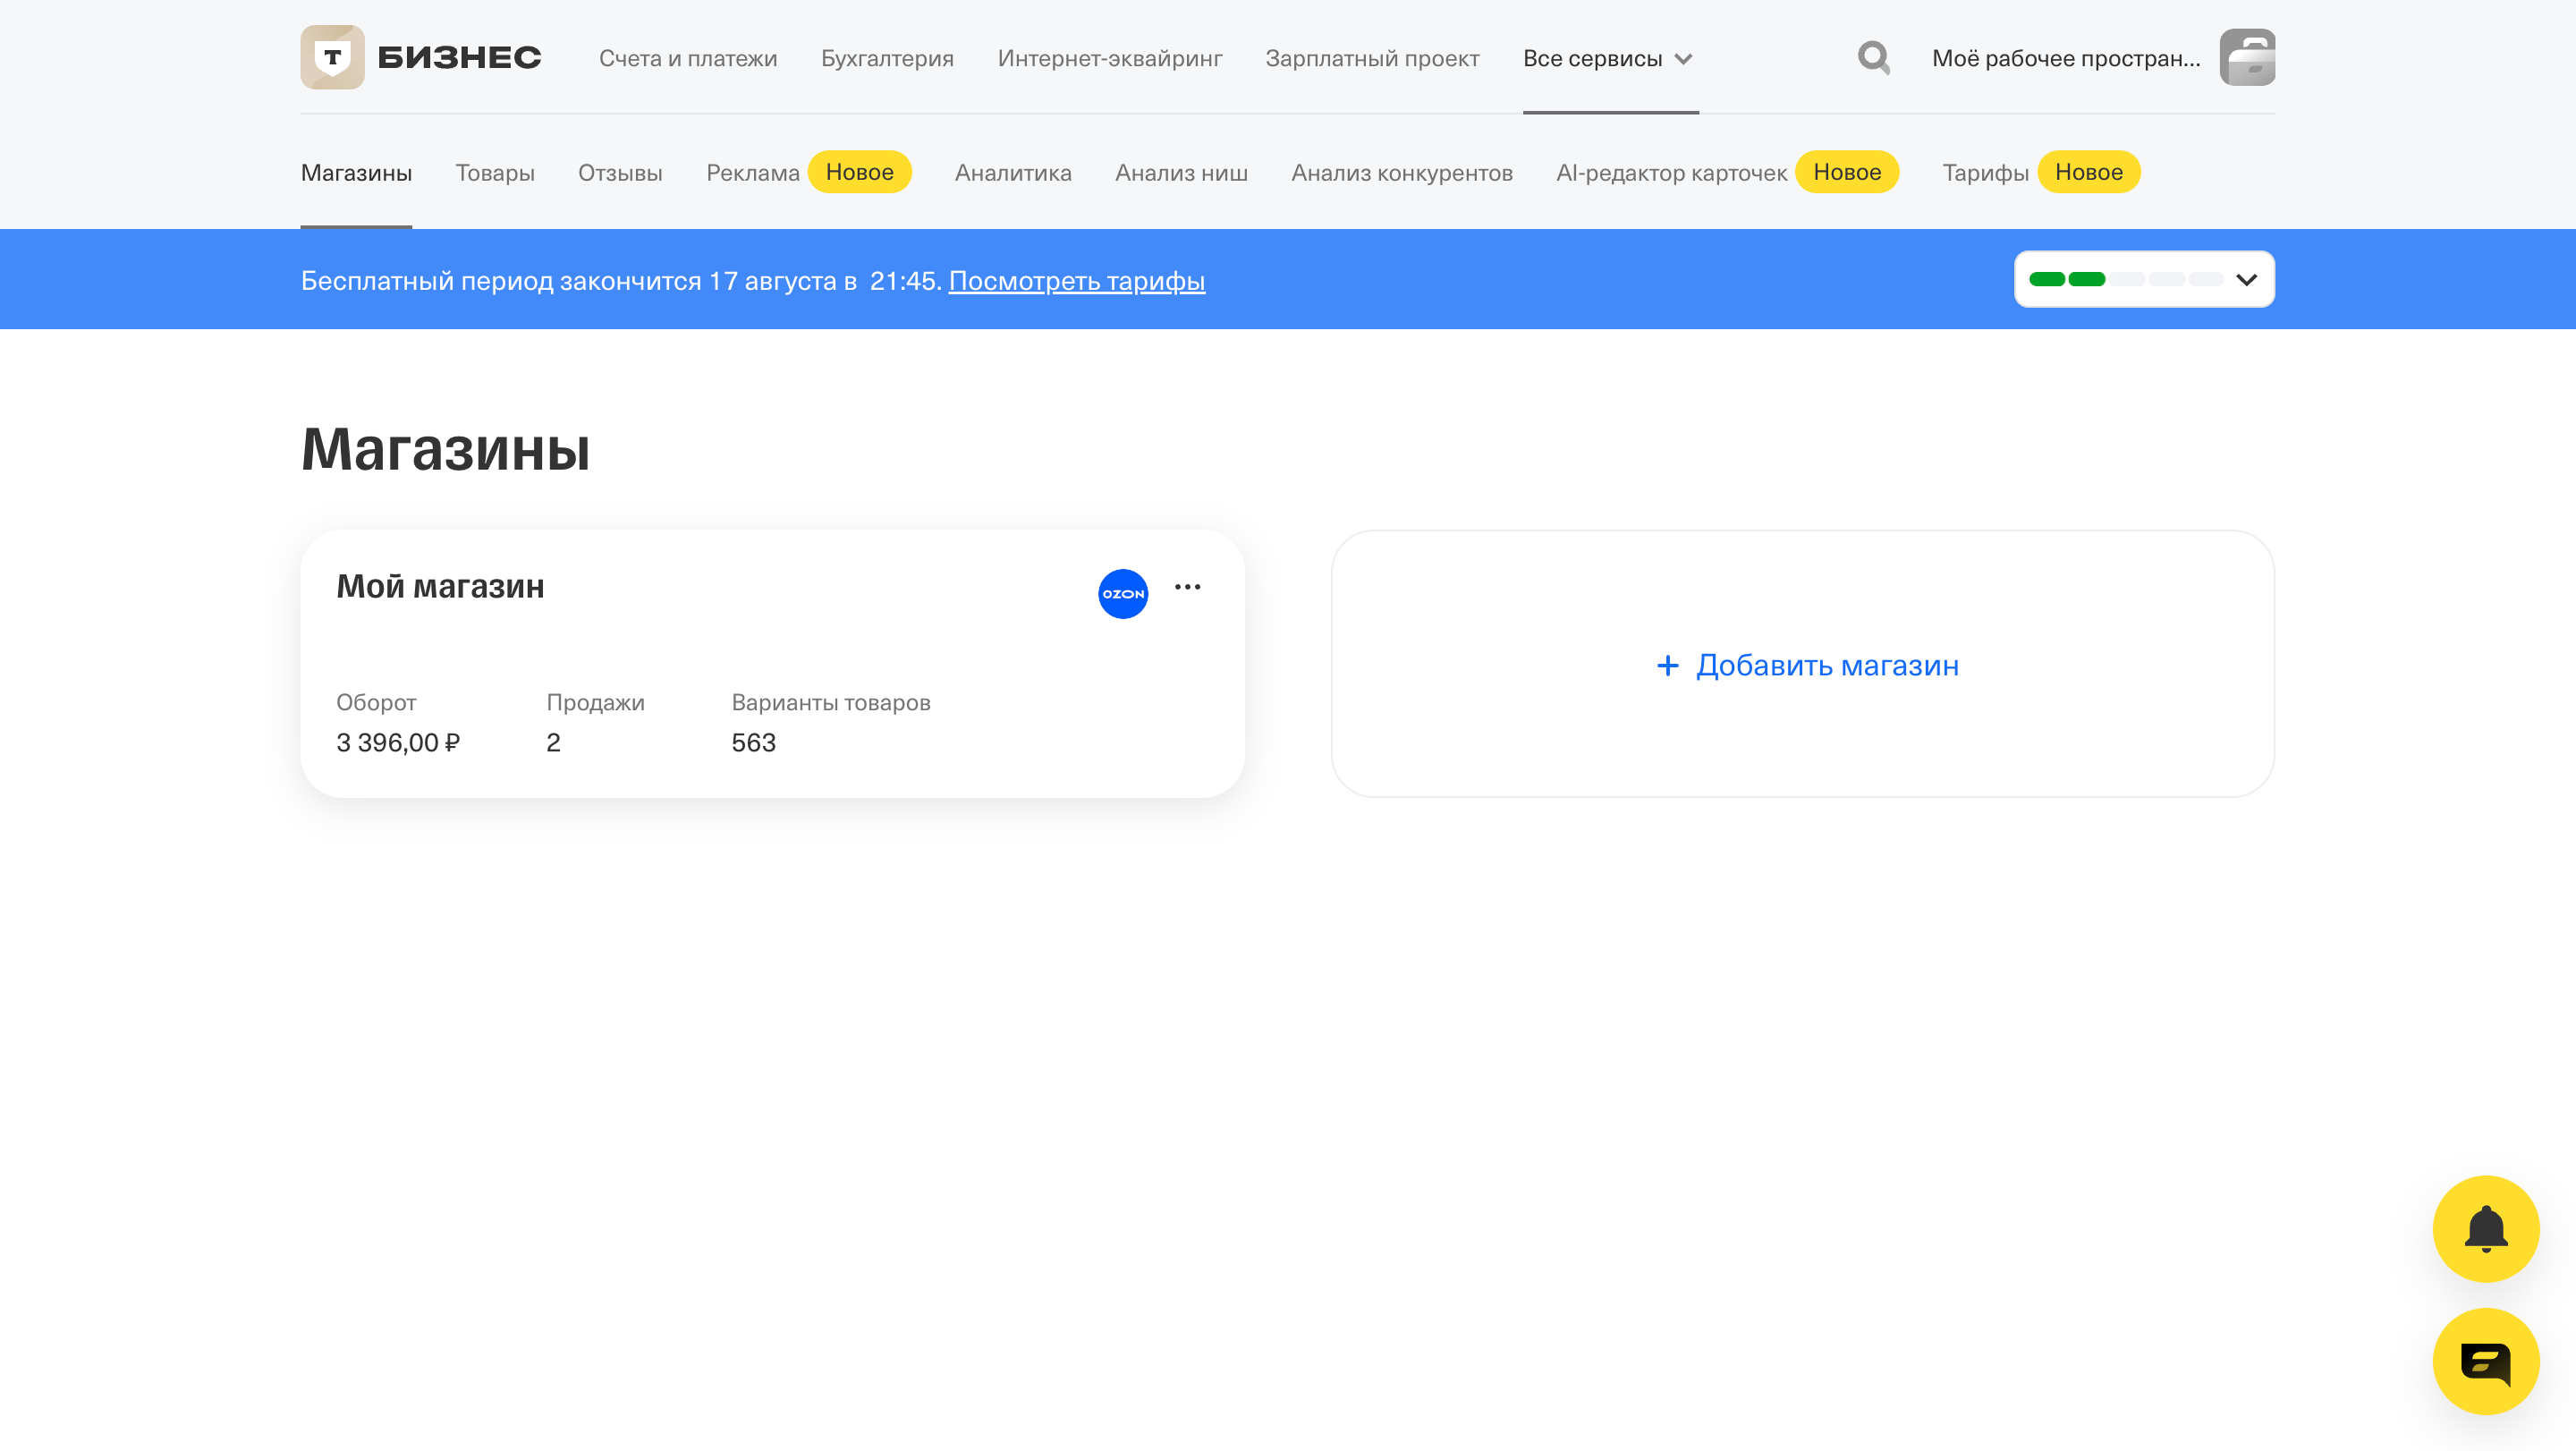 Т БИЗНЕС Счета и платежи Бухгалтерия Интернет-эквайринг Зарплатный проект Все сервисы Моё рабочее простран...
Магазины Товары Отзывы Реклама Новое Аналитика Анализ ниш Анализ конкурентов AI-редактор карточек Новое Тарифы Новое
Бесплатный период закончится 17 августа в 21:45. Посмотреть тарифы
Магазины
Мой магазин OZON
Оборот Продажи Варианты товаров
3 396,00 ₽ 2 563
+ Добавить магазин